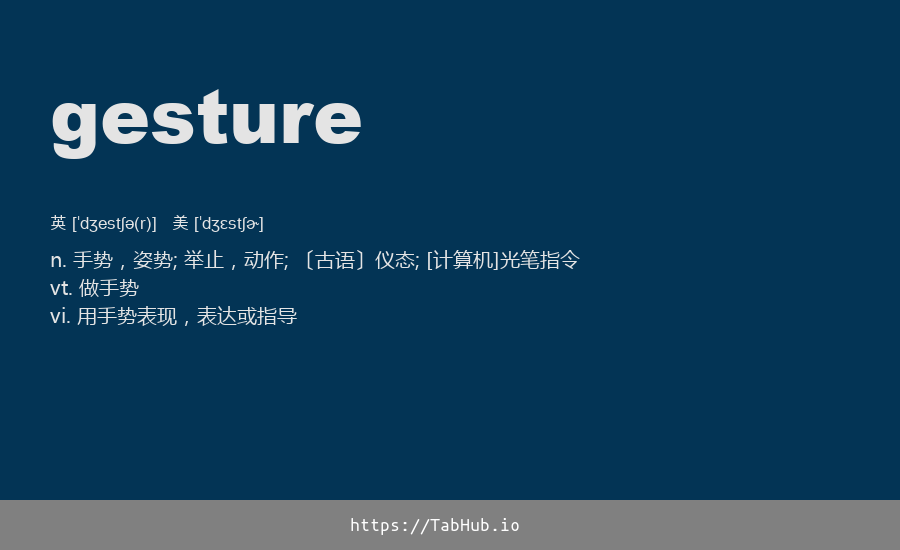 gesture
英 [ˈdʒestʃə(r)] 美 [ˈdʒɛstʃɚ]
n. 手势，姿势; 举止，动作; 〔古语〕仪态; [计算机]光笔指令
vt. 做手势
vi. 用手势表现，表达或指导
https://TabHub.io